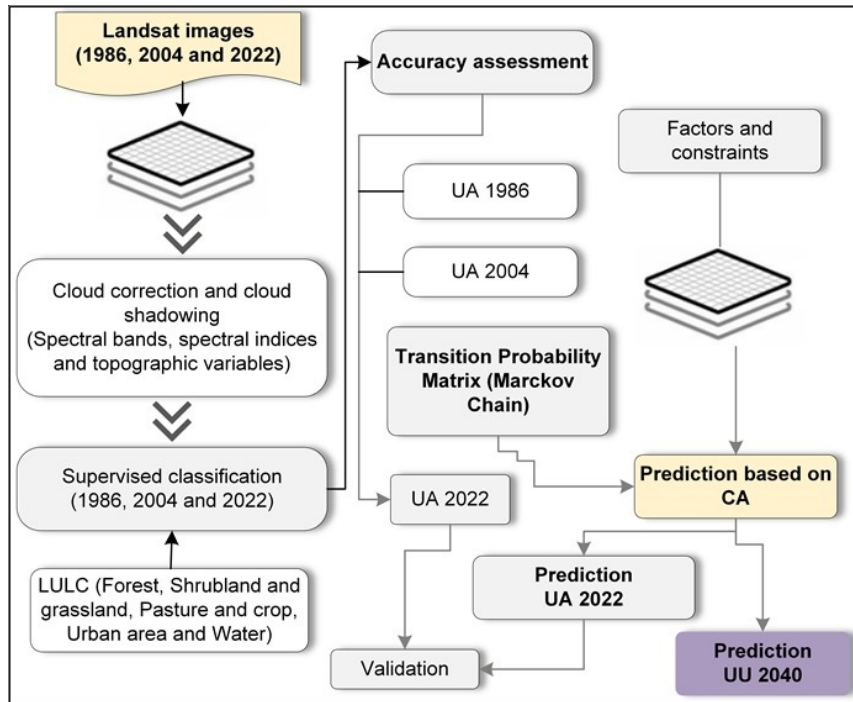 Landsat images
(1986, 2004 and 2022)
Cloud correction and cloud
shadowing
(Spectral bands, spectral indices
and topographic variables)
Supervised classification
(1986, 2004 and 2022)
LULC (Forest, Shrubland and
grassland, Pasture and crop,
Urban area and Water)
Accuracy assessment
UA 1986
UA 2004
Transition Probability
Matrix (Marckov
Chain)
UA 2022
Validation
Factors and
constraints
Prediction based on
CA
Prediction
UA 2022
Prediction
UU 2040